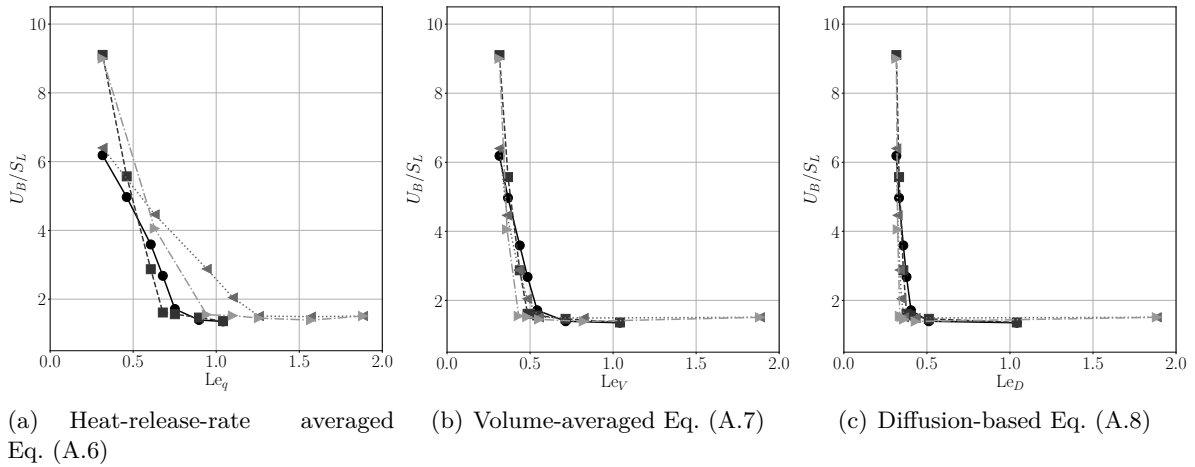 10
8
6
4
2
U_B/S_L
0.0 0.5 1.0 1.5 2.0
Le_q
10
8
6
4
2
U_B/S_L
0.0 0.5 1.0 1.5 2.0
Le_V
10
8
6
4
2
U_B/S_L
0.0 0.5 1.0 1.5 2.0
Le_D
(a) Heat-release-rate averaged
Eq. (A.6)
(b) Volume-averaged Eq. (A.7)
(c) Diffusion-based Eq. (A.8)